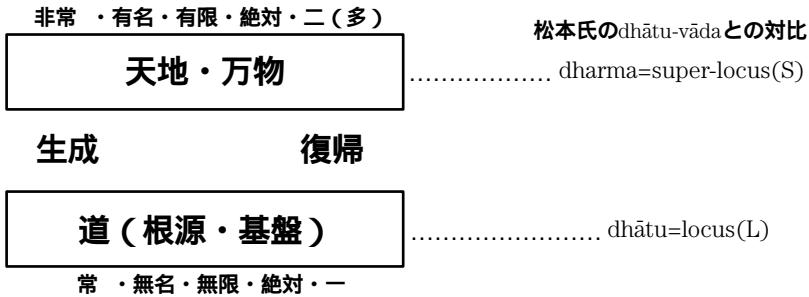 非常 ・有名・有限・絶対・二(多)
松本氏のdhātu-vādaとの対比
天地・万物 .................. dharma=super-locus(S)
生成 復帰
道(根源・基盤) ........................ dhātu=locus(L)
常 ・無名・無限・絶対・一